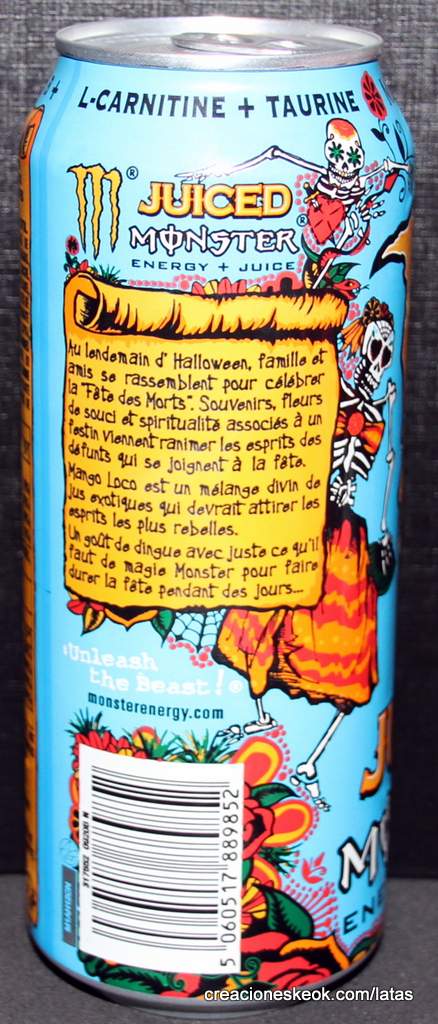 L-CARNITINE + TAURINE
JUICED
MONSTER
ENERGY + JUICE
Au lendemain d' Halloween, famille et
amis se rassemblent pour célébrer
la "Fête des Morts". Souvenirs, fleurs
de souci et spiritualité associés à un
festin viennent ranimer les esprits des
défunts qui se joignent à la fête.
Mango Loco est un mélange divin de
jus exotiques qui devrait attirer les
esprits les plus rebelles.
Un goût de dingue avec juste ce qu'il
faut de magie Monster pour faire
durer la fête pendant des jours...
Unleash
the Beast!®
monsterenergy.com
5 060517 889852
creacioneskeok.com/latas